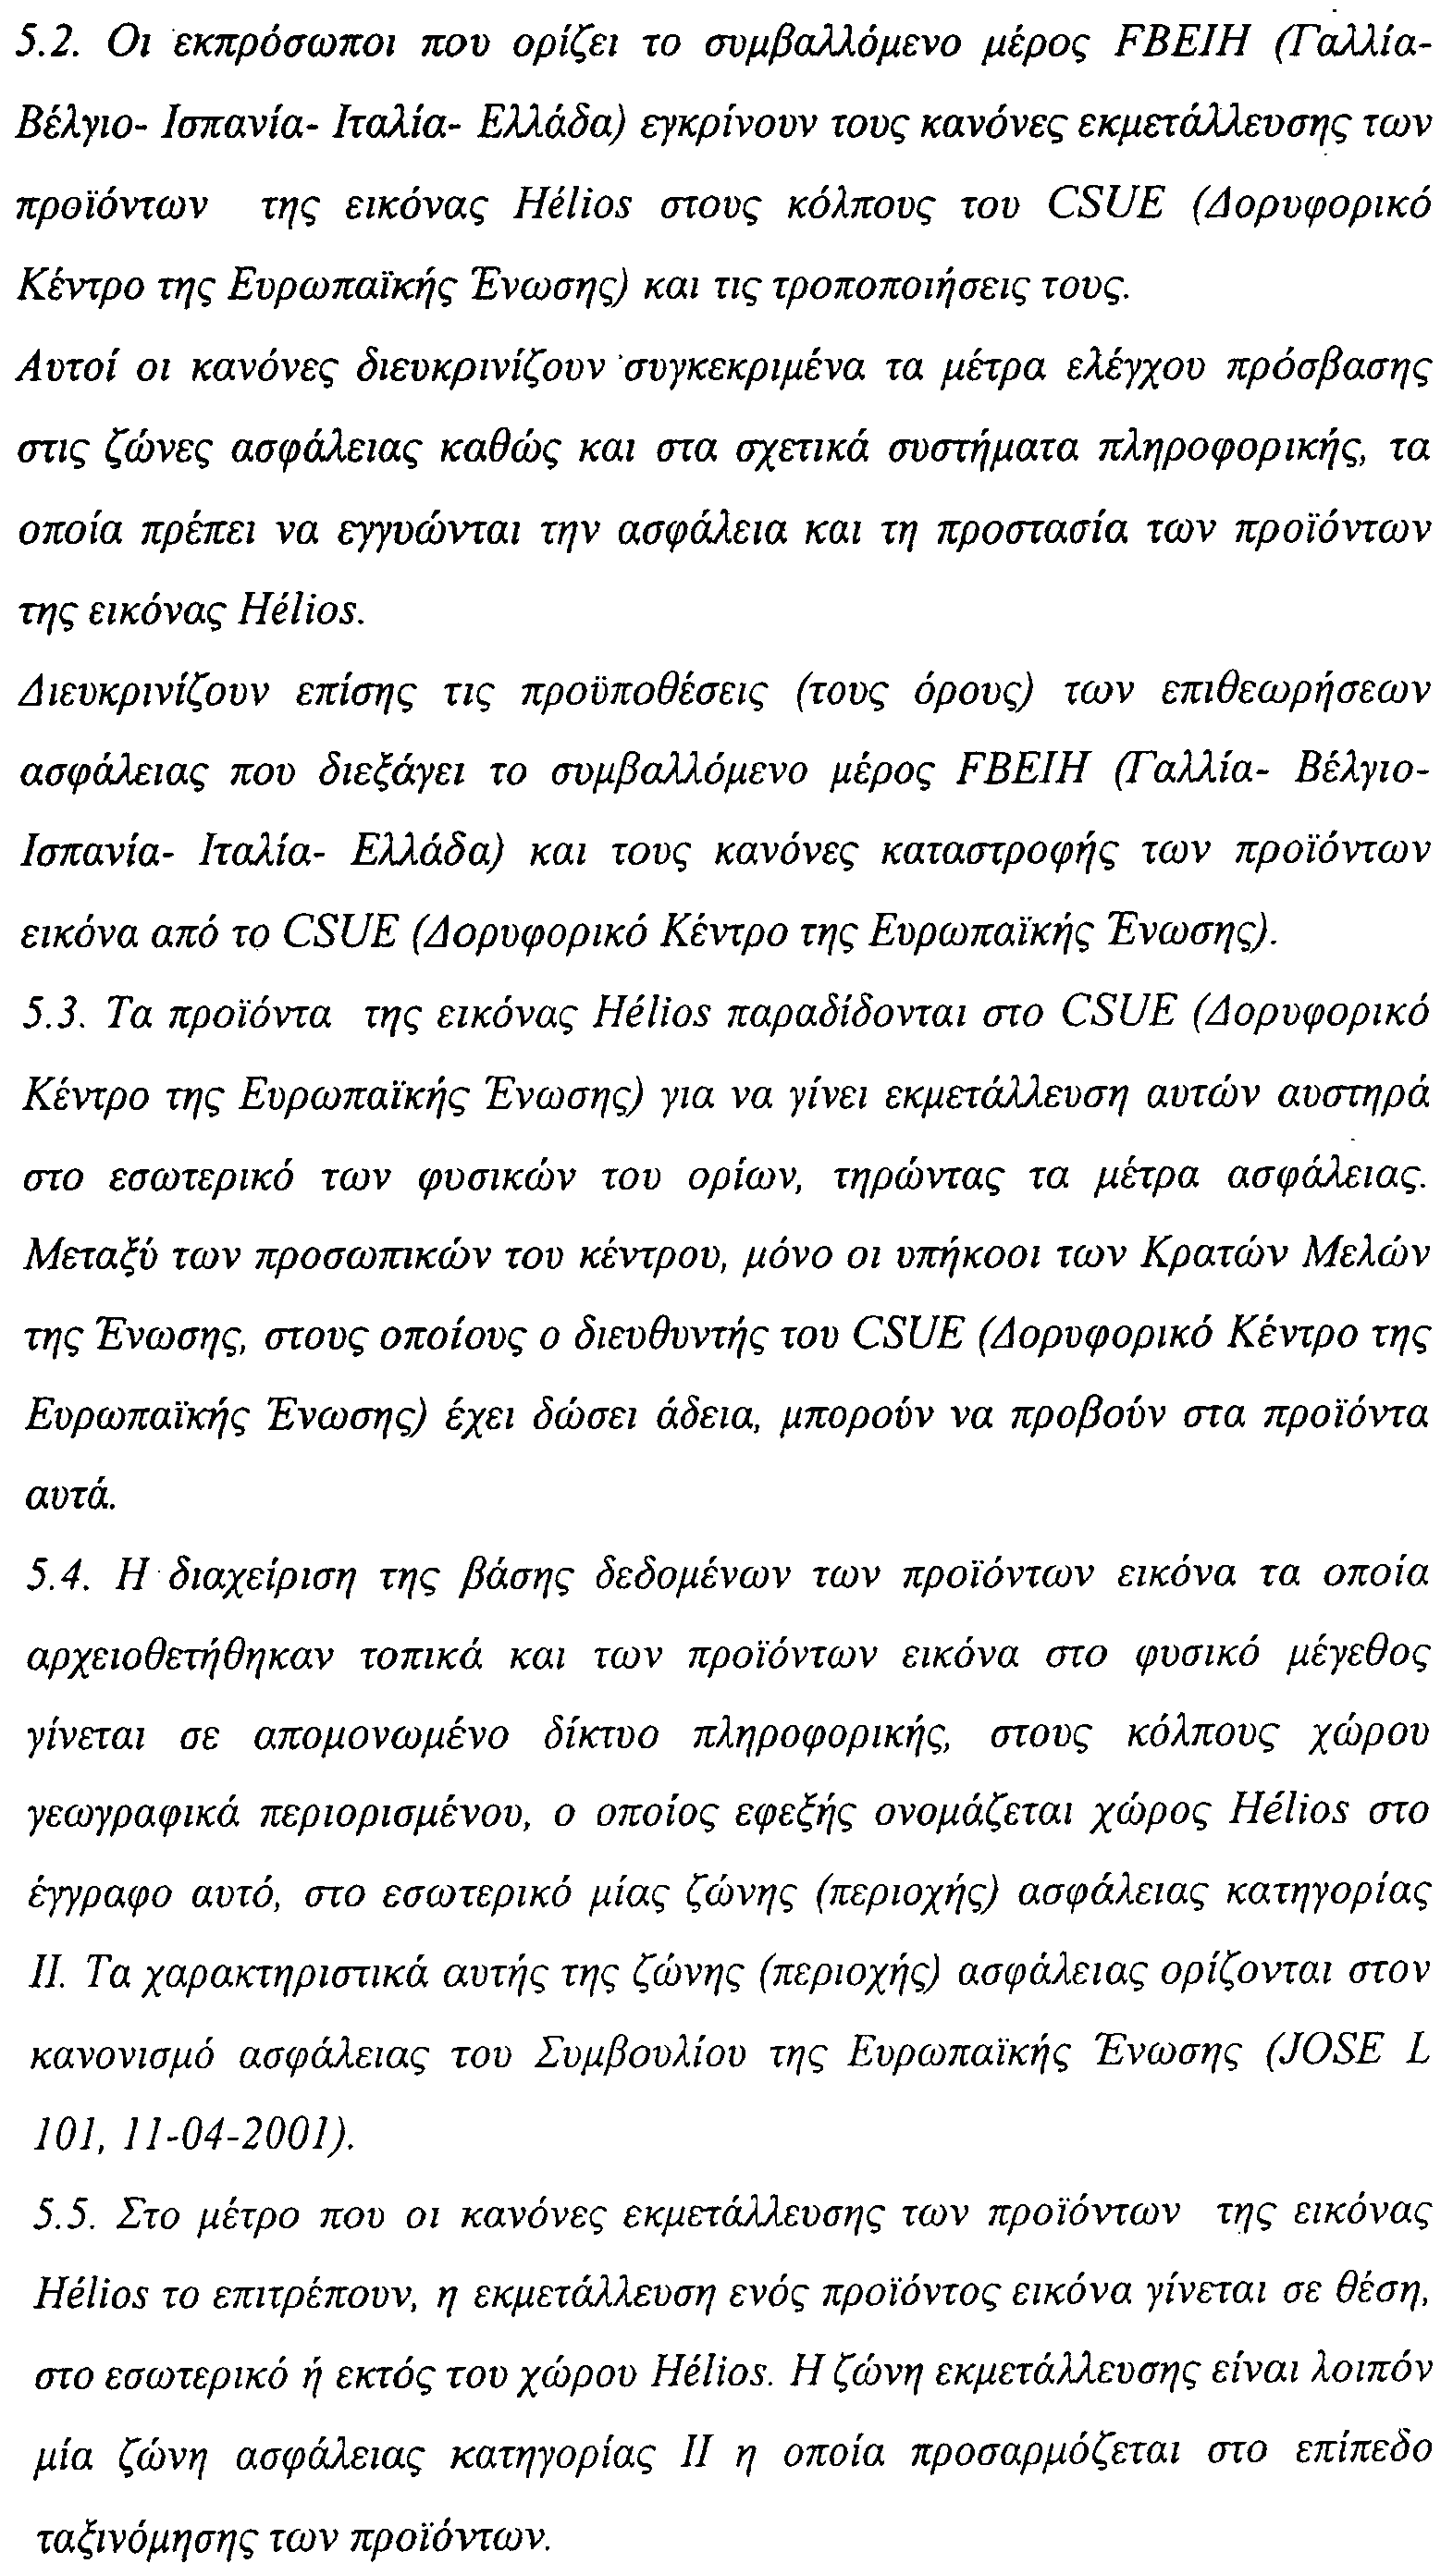 5.2. Οι εκπρόσωποι που ορίζει το συμβαλλόμενο μέρος FBEIH (Γαλλία-
Βέλγιο- Ισπανία- Ιταλία- Ελλάδα) εγκρίνουν τους κανόνες εκμετάλλευσης των
προϊόντων της εικόνας Hélios στους κόλπους του CSUE (Δορυφορικό
Κέντρο της Ευρωπαϊκής Ένωσης) και τις τροποποιήσεις τους.
Αυτοί οι κανόνες διευκρινίζουν συγκεκριμένα τα μέτρα ελέγχου πρόσβασης
στις ζώνες ασφάλειας καθώς και στα σχετικά συστήματα πληροφορικής, τα
οποία πρέπει να εγγυώνται την ασφάλεια και τη προστασία των προϊόντων
της εικόνας Hélios.
Διευκρινίζουν επίσης τις προϋποθέσεις (τους όρους) των επιθεωρήσεων
ασφάλειας που διεξάγει το συμβαλλόμενο μέρος FBEIH (Γαλλία- Βέλγιο-
Ισπανία- Ιταλία- Ελλάδα) και τους κανόνες καταστροφής των προϊόντων
εικόνα από το CSUE (Δορυφορικό Κέντρο της Ευρωπαϊκής Ένωσης).
5.3. Τα προϊόντα της εικόνας Hélios παραδίδονται στο CSUE (Δορυφορικό
Κέντρο της Ευρωπαϊκής Ένωσης) για να γίνει εκμετάλλευση αυτών αυστηρά
στο εσωτερικό των φυσικών του ορίων, τηρώντας τα μέτρα ασφάλειας.
Μεταξύ των προσωπικών του κέντρου, μόνο οι υπήκοοι των Κρατών Μελών
της Ένωσης, στους οποίους ο διευθυντής του CSUE (Δορυφορικό Κέντρο της
Ευρωπαϊκής Ένωσης) έχει δώσει άδεια, μπορούν να προβούν στα προϊόντα
αυτά.
5.4. Η διαχείριση της βάσης δεδομένων των προϊόντων εικόνα τα οποία
αρχειοθετήθηκαν τοπικά και των προϊόντων εικόνα στο φυσικό μέγεθος
γίνεται σε απομονωμένο δίκτυο πληροφορικής, στους κόλπους χώρου
γεωγραφικά περιορισμένου, ο οποίος εφεξής ονομάζεται χώρος Hélios στο
έγγραφο αυτό, στο εσωτερικό μίας ζώνης (περιοχής) ασφάλειας κατηγορίας
II. Τα χαρακτηριστικά αυτής της ζώνης (περιοχής) ασφάλειας ορίζονται στον
κανονισμό ασφάλειας του Συμβουλίου της Ευρωπαϊκής Ένωσης (JOSE L
101, 11-04-2001).
5.5. Στο μέτρο που οι κανόνες εκμετάλλευσης των προϊόντων της εικόνας
Hélios το επιτρέπουν, η εκμετάλλευση ενός προϊόντος εικόνα γίνεται σε θέση,
στο εσωτερικό ή εκτός του χώρου Hélios. Η ζώνη εκμετάλλευσης είναι λοιπόν
μία ζώνη ασφάλειας κατηγορίας II η οποία προσαρμόζεται στο επίπεδο
ταξινόμησης των προϊόντων.